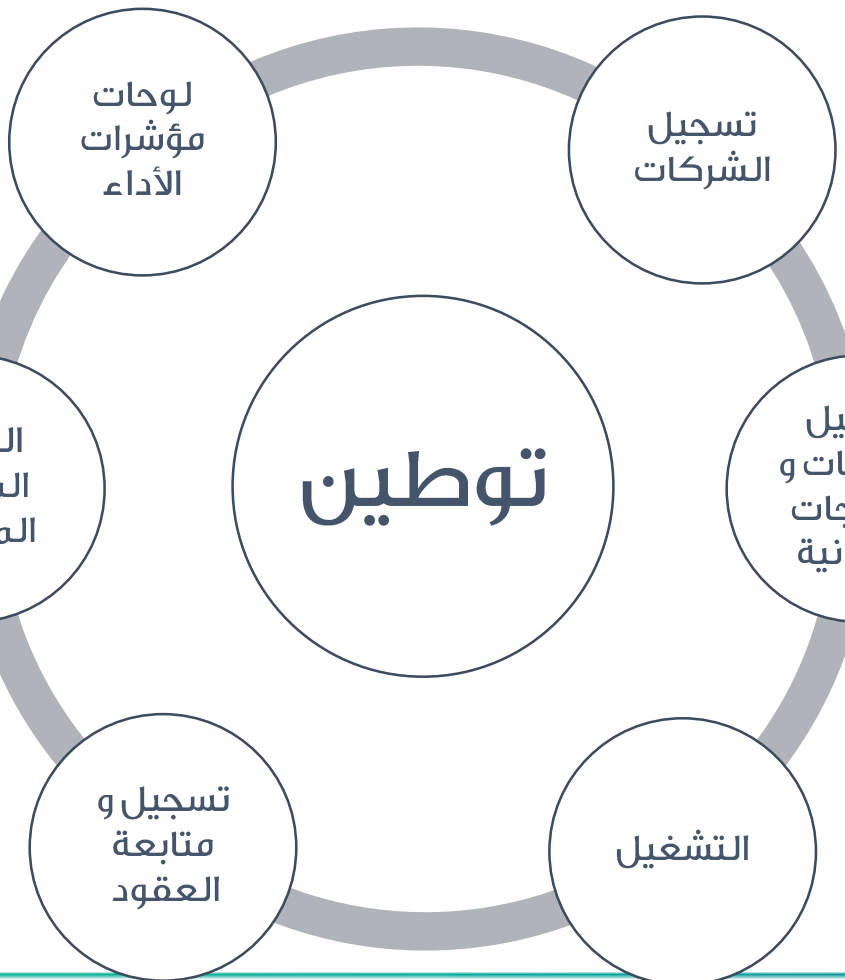 لوحات
مؤشرات
الأداء
تسجيل
الشركات
توطين
تسجيل و
متابعة
العقود
التشغيل